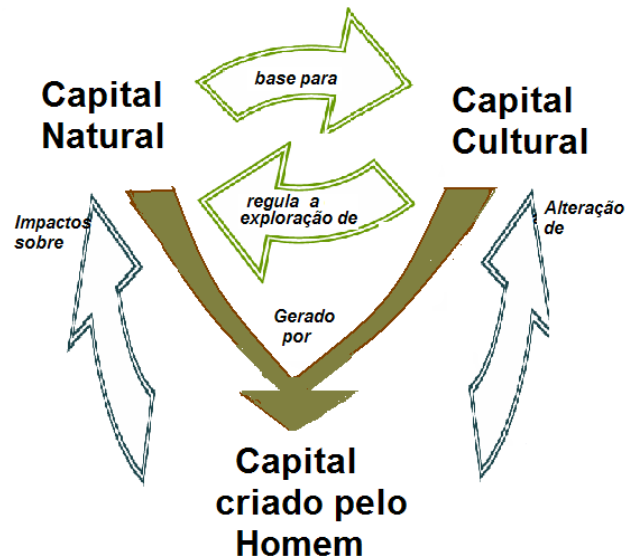 base para
Capital
Natural
Capital
Cultural
regula a
exploração de
Impactos
sobre
Alteração
de
Gerado
por
Capital
criado pelo
Homem